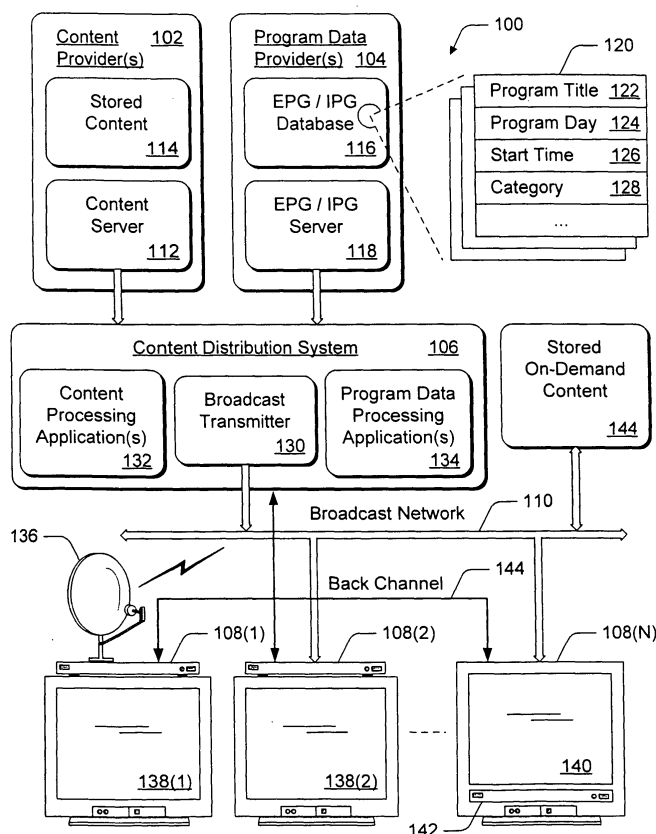 Content
Provider(s) 102
Stored
Content
114
Content
Server
112
Program Data
Provider(s) 104
EPG / IPG
Database
116
EPG / IPG
Server
118
100
120
Program Title 122
Program Day 124
Start Time 126
Category 128
...
Content Distribution System 106
Content
Processing
Application(s)
132
Broadcast
Transmitter
130
Program Data
Processing
Application(s)
134
Stored
On-Demand
Content
144
Broadcast Network
110
136
Back Channel
144
108(1)
108(2)
108(N)
138(1)
138(2)
140
142